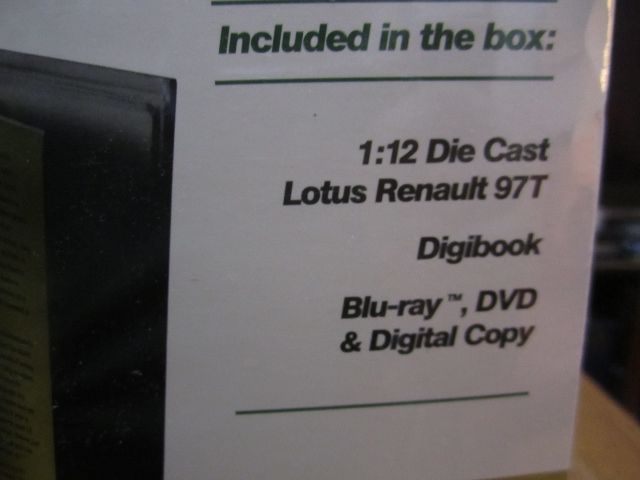 Included in the box:
1:12 Die Cast
Lotus Renault 97T
Digibook
Blu-ray™, DVD
& Digital Copy